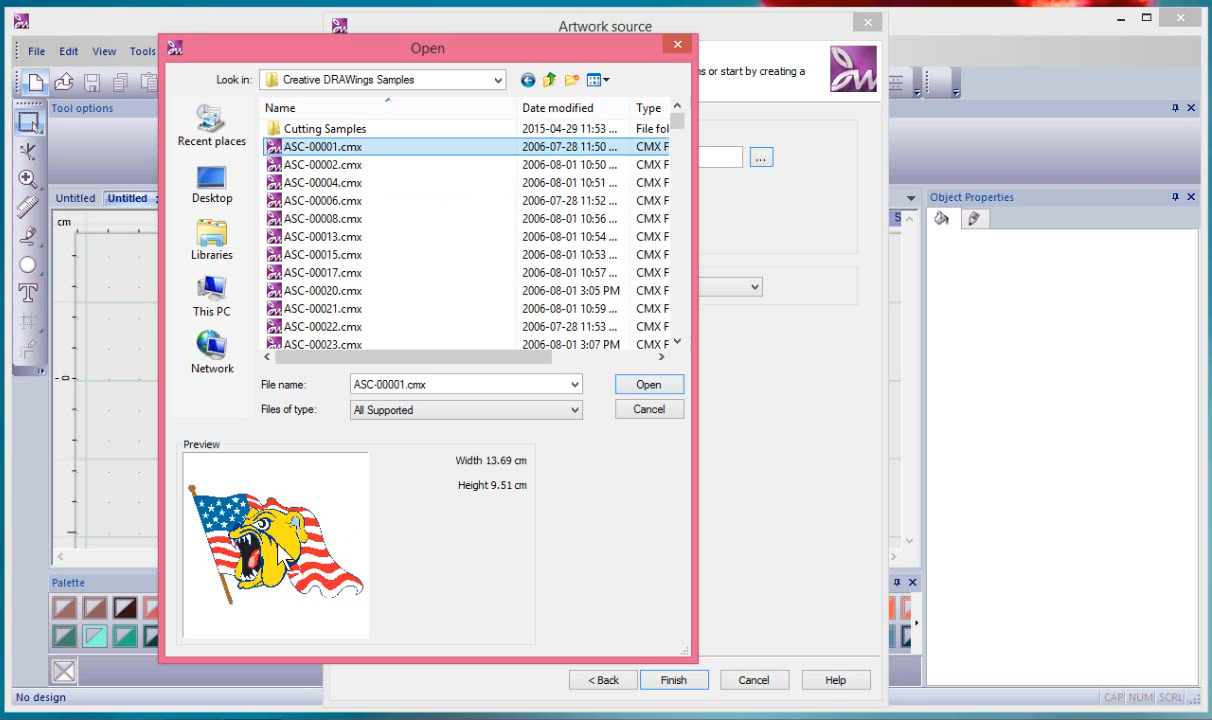 Artwork source
File Edit View Tools
Open
Look in: Creative DRAWings Samples
ms or start by creating a
Tool options
Name Date modified Type
Cutting Samples 2015-04-29 11:53 ... File fol
ASC-00001.cmx 2006-07-28 11:50 ... CMX F
ASC-00002.cmx 2006-08-01 10:50 ... CMX F
ASC-00004.cmx 2006-08-01 10:51 ... CMX F
ASC-00006.cmx 2006-07-28 11:52 ... CMX F
ASC-00008.cmx 2006-08-01 10:56 ... CMX F
ASC-00013.cmx 2006-08-01 10:54 ... CMX F
ASC-00015.cmx 2006-08-01 10:53 ... CMX F
ASC-00017.cmx 2006-08-01 10:57 ... CMX F
ASC-00020.cmx 2006-08-01 3:05 PM CMX F
ASC-00021.cmx 2006-08-01 10:59 ... CMX F
ASC-00022.cmx 2006-07-28 11:53 ... CMX F
ASC-00023.cmx 2006-08-01 3:07 PM CMX F
Recent places
Desktop
Libraries
This PC
Network
...
Untitled Untitled
S
Object Properties
cm
0
File name: ASC-00001.cmx Open
Files of type: All Supported Cancel
Preview
Width 13.69 cm
Height 9.51 cm
Palette
< Back Finish Cancel Help
No design
CAP NUM SCRL